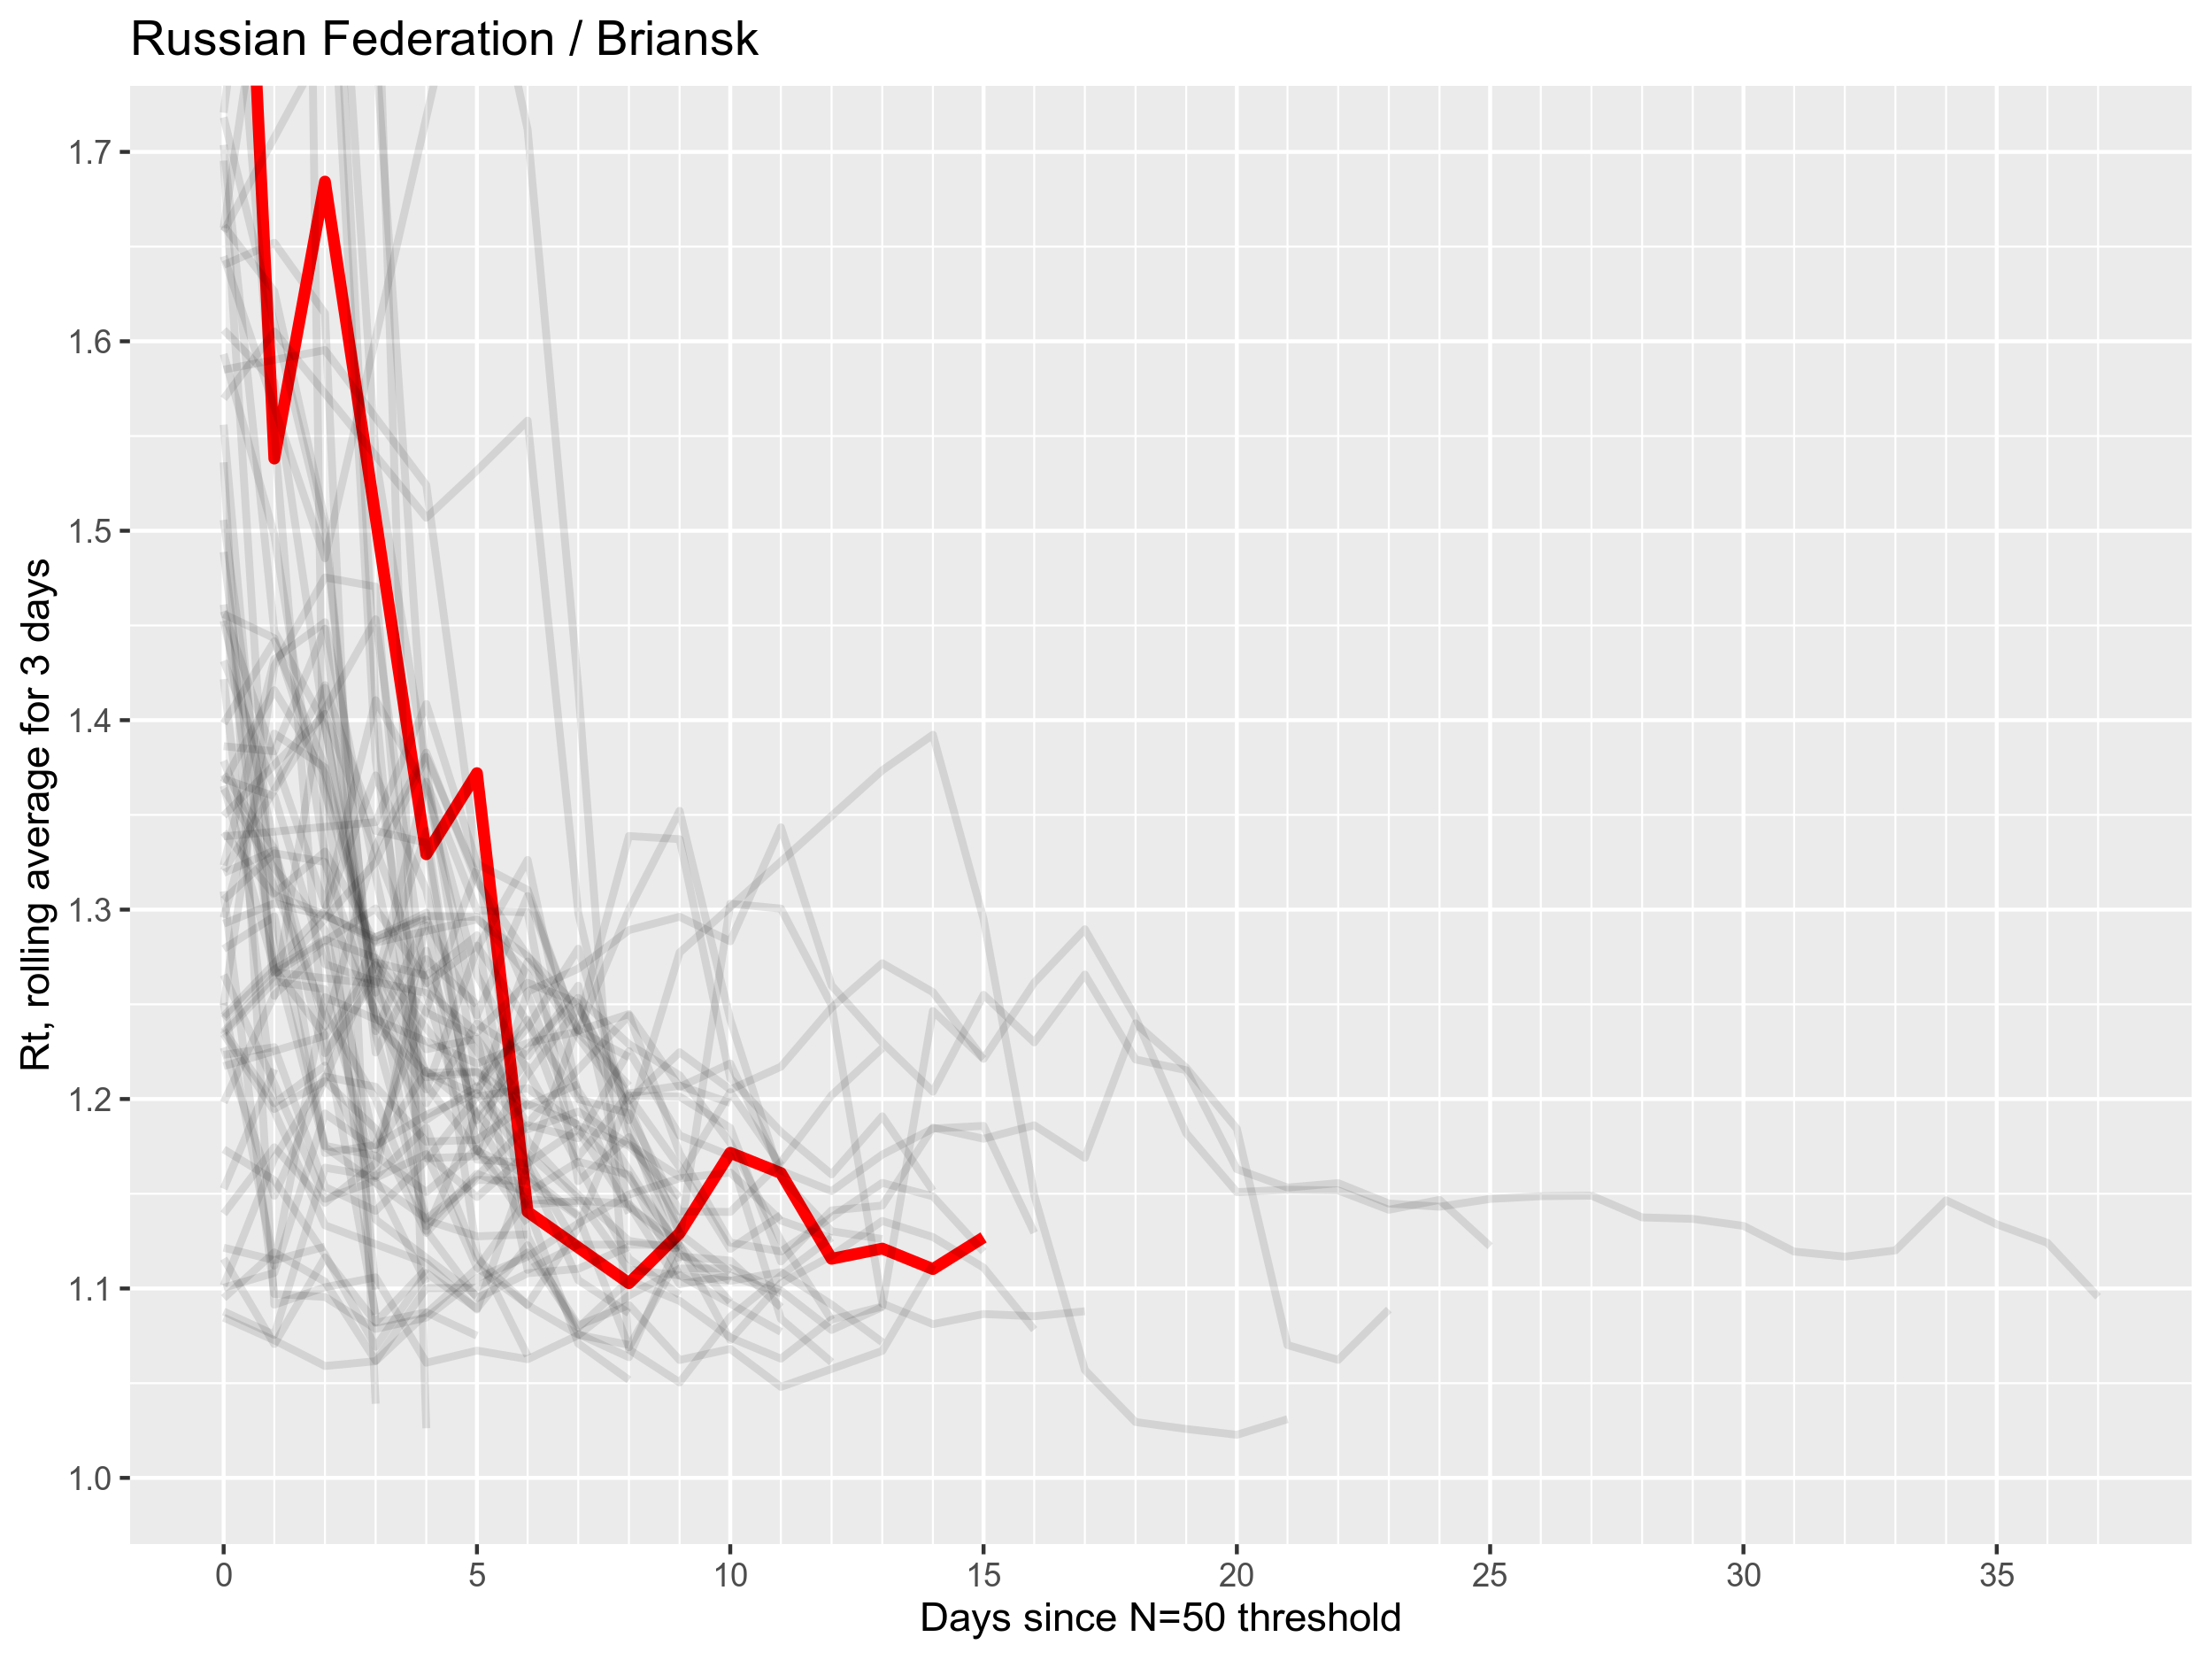 Russian Federation / Briansk
Rt, rolling average for 3 days
1.7
1.6
1.5
1.4
1.3
1.2
1.1
1.0
0 5 10 15 20 25 30 35
Days since N=50 threshold